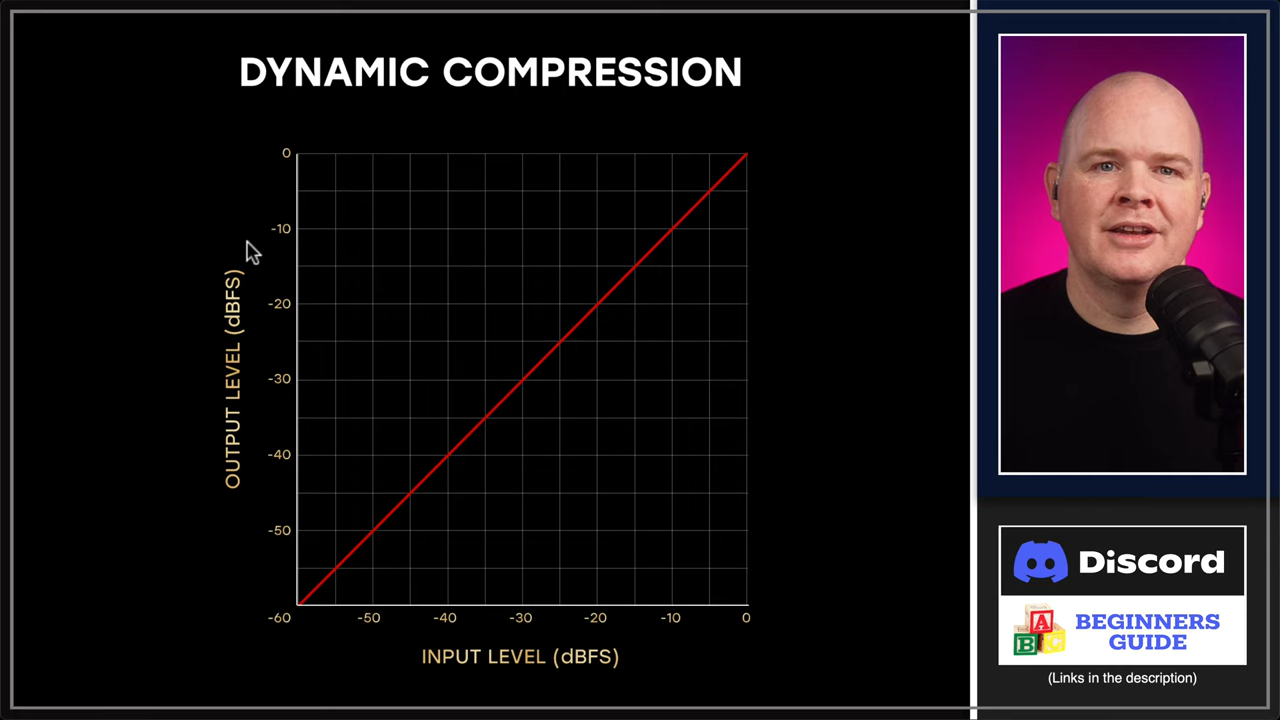 DYNAMIC COMPRESSION
0
-10
-20
-30
-40
-50
-60
-50
-40
-30
-20
-10
0
OUTPUT LEVEL (dBFS)
INPUT LEVEL (dBFS)
Discord
A
B
C
BEGINNERS
GUIDE
(Links in the description)